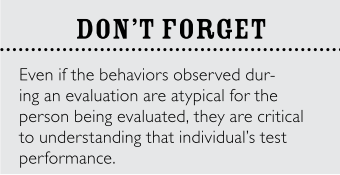 DON'T FORGET
Even if the behaviors observed dur-
ing an evaluation are atypical for the
person being evaluated, they are critical
to understanding that individual's test
performance.